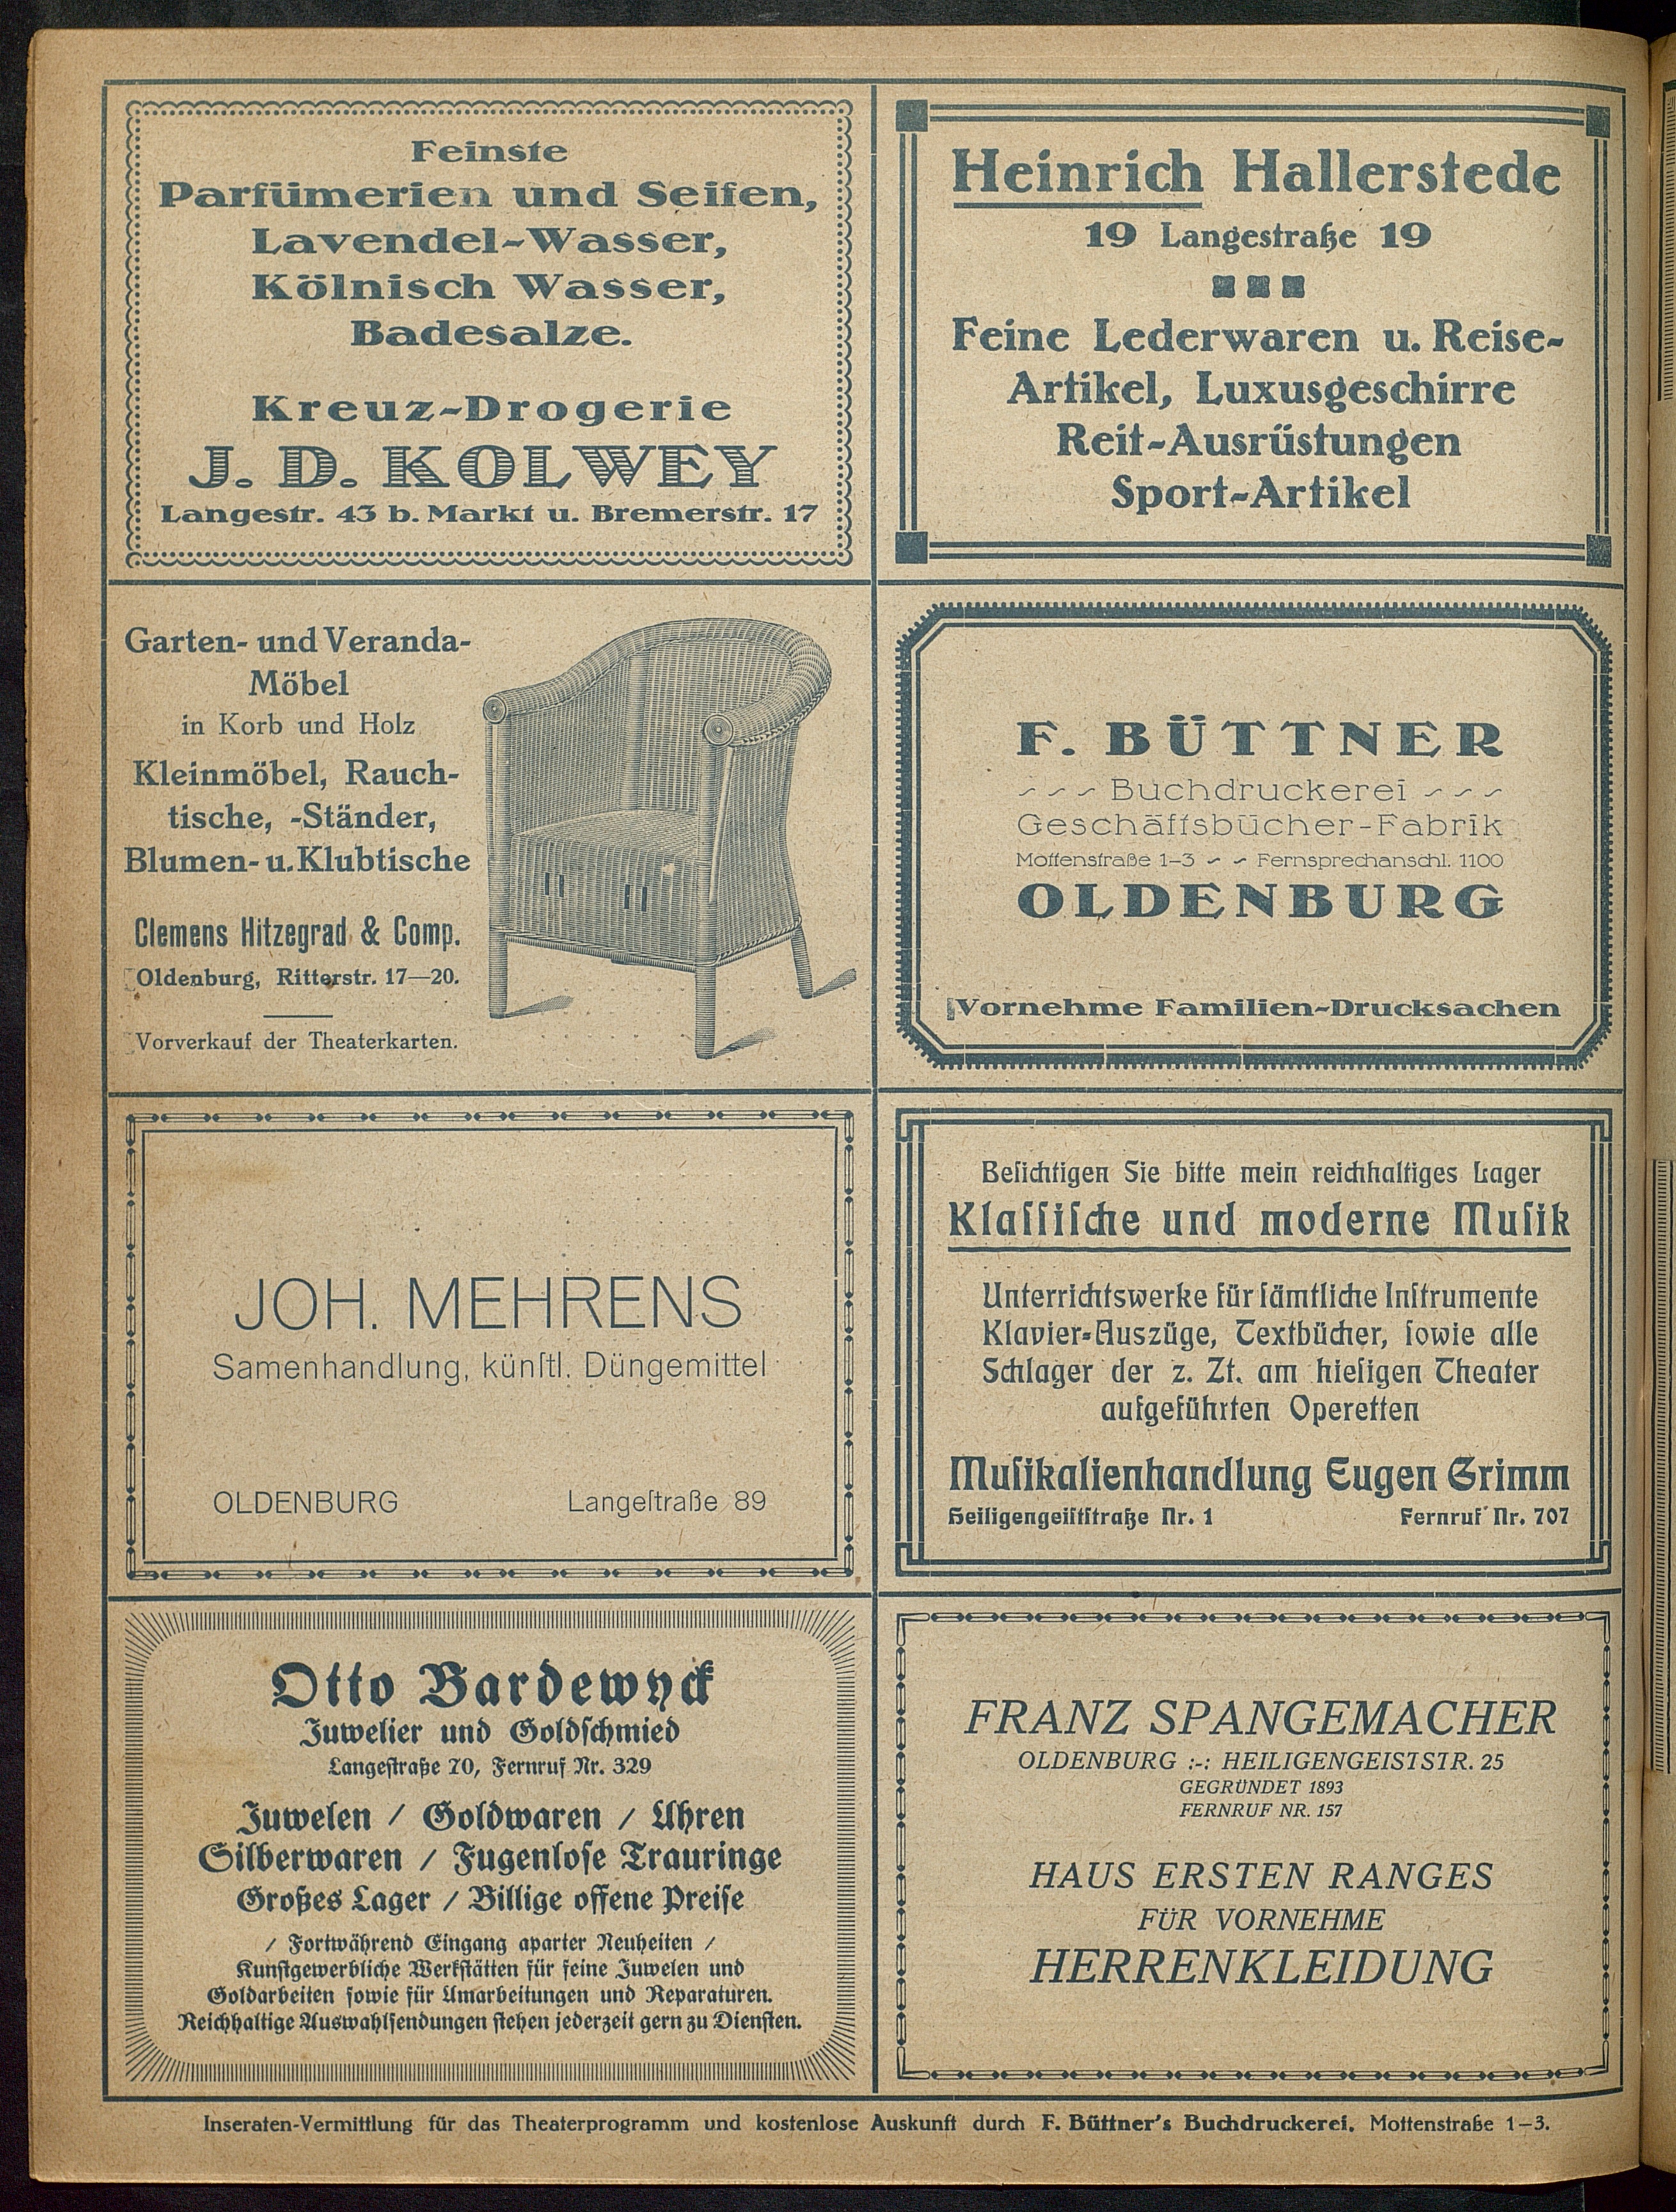 Feinste
Parfümerien und Seifen,
Lavendel-Wasser,
Kölnisch Wasser,
Badesalze.
Kreuz-Drogerie
J. D. KOLWEY
Langestr. 43 b. Markt u. Bremerstr. 17
Heinrich Hallerstede
19 Langestraße 19
Feine Lederwaren u. Reise-
Artikel, Luxusgeschirre
Reit-Ausrüstungen
Sport-Artikel
Garten- und Veranda-
Möbel
in Korb und Holz
Kleinmöbel, Rauch-
tische, -Ständer,
Blumen- u. Klubtische
Clemens Hitzegrad & Comp.
Oldenburg, Ritterstr. 17—20.
Vorverkauf der Theaterkarten.
F. BÜTTNER
~ ~ ~ Buchdruckerei ~ ~ ~
Geschäftsbücher-Fabrik
Mottenstraße 1-3 ~ ~ Fernsprechanschl. 1100
OLDENBURG
Vornehme Familien-Drucksachen
JOH. MEHRENS
Samenhandlung, künſtl. Düngemittel
OLDENBURG Langeſtraße 89
Beſichtigen Sie bitte mein reichhaltiges Lager
Klaſſiſche und moderne Muſik
Unterrichtswerke für ſämtliche Inſtrumente
Klavier-Auszüge, Textbücher, ſowie alle
Schlager der z. Zt. am hieſigen Theater
aufgeführten Operetten
Muſikalienhandlung Eugen Grimm
Heiligengeiſtſtraße Nr. 1 Fernruf Nr. 707
Otto Bardewyck
Juwelier und Goldſchmied
Langeſtraße 70, Fernruf Nr. 329
Juwelen / Goldwaren / Uhren
Silberwaren / Fugenloſe Trauringe
Großes Lager / Billige offene Preiſe
/ Fortwährend Eingang aparter Neuheiten /
Kunſtgewerbliche Werkſtätten für feine Juwelen und
Goldarbeiten ſowie für Umarbeitungen und Reparaturen.
Reichhaltige Auswahlſendungen ſtehen jederzeit gern zu Dienſten.
FRANZ SPANGEMACHER
OLDENBURG :-: HEILIGENGEISTSTR. 25
GEGRÜNDET 1893
FERNRUF NR. 157
HAUS ERSTEN RANGES
FÜR VORNEHME
HERRENKLEIDUNG
Inseraten-Vermittlung für das Theaterprogramm und kostenlose Auskunft durch F. Büttner's Buchdruckerei, Mottenstraße 1-3.